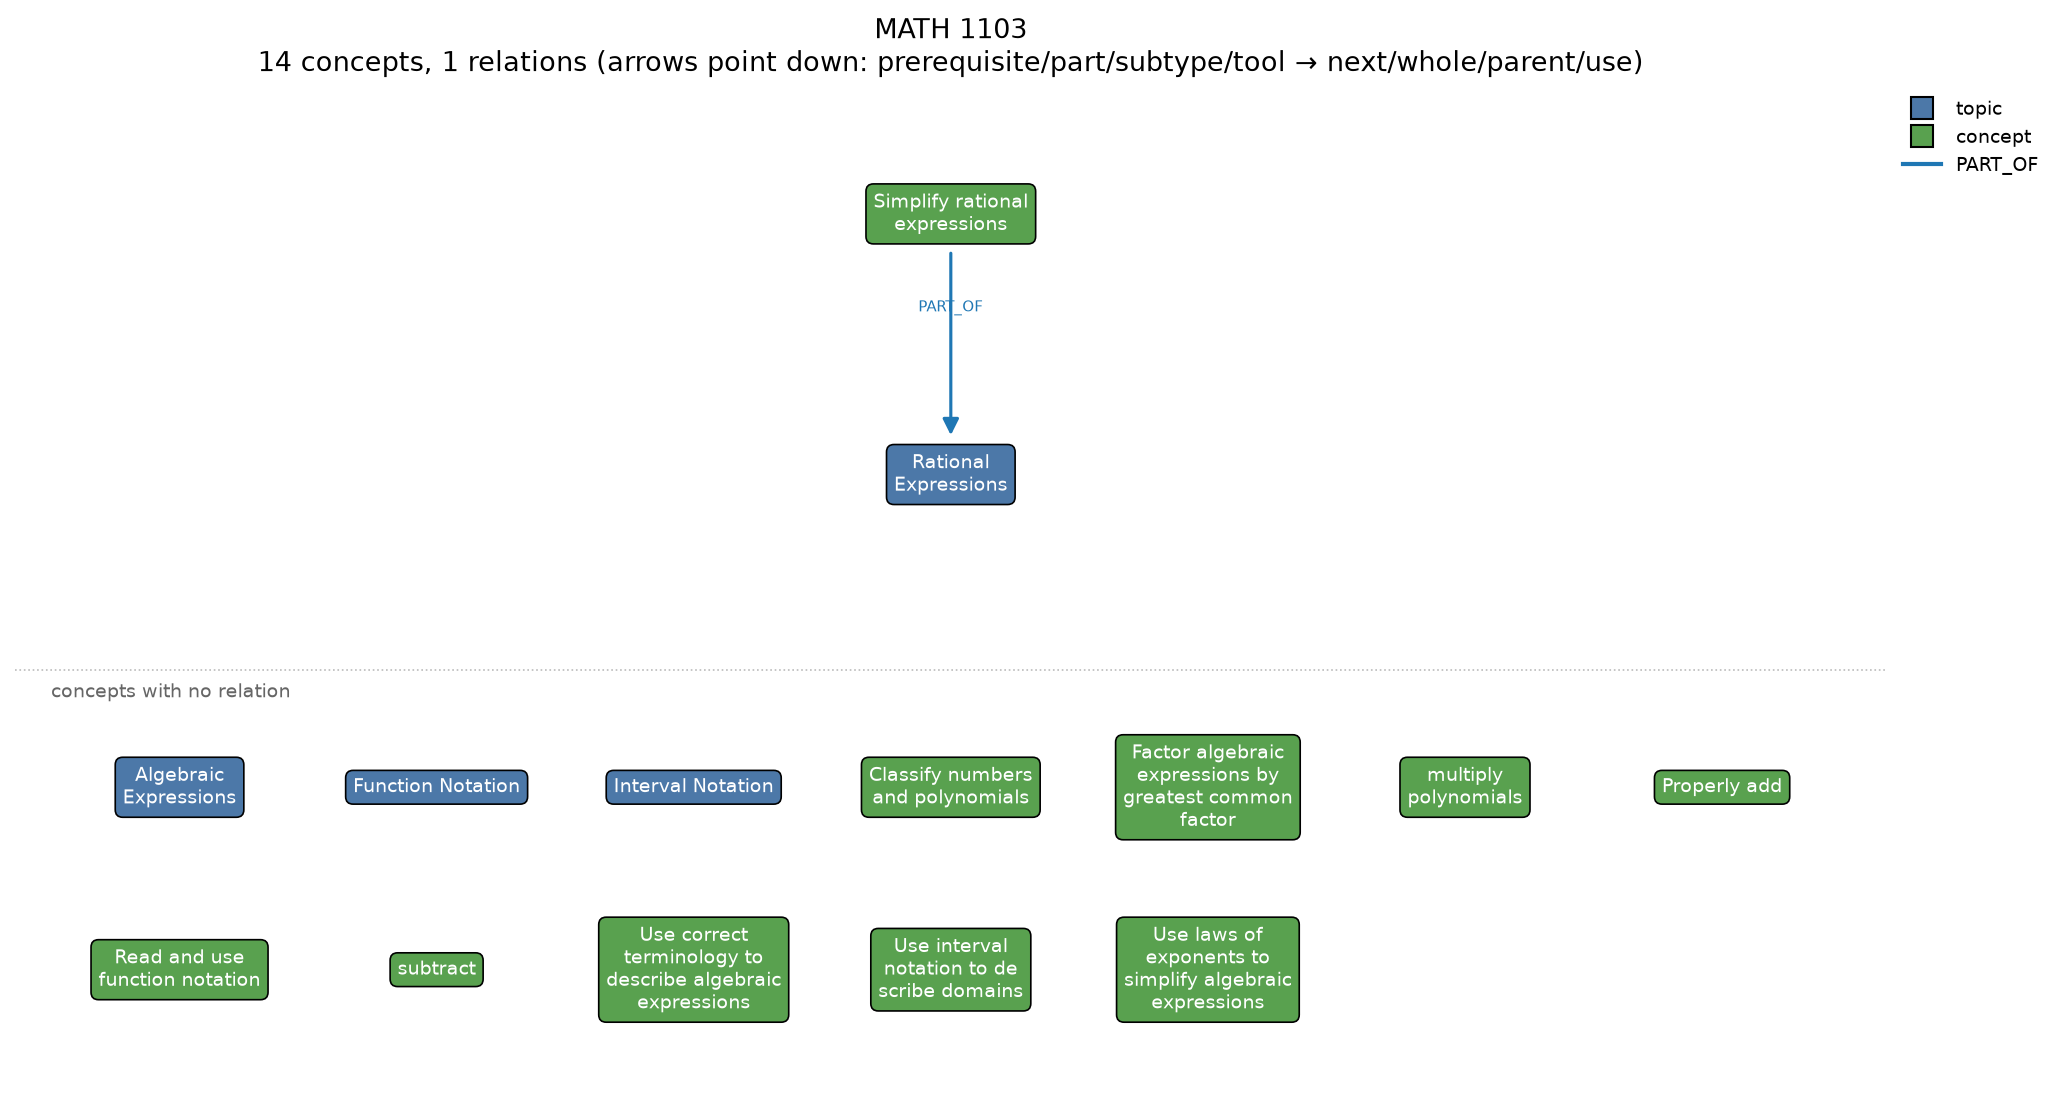 MATH 1103
14 concepts, 1 relations (arrows point down: prerequisite/part/subtype/tool → next/whole/parent/use)
topic
concept
PART_OF
Simplify rational
expressions
PART_OF
Rational
Expressions
concepts with no relation
Algebraic
Expressions
Function Notation
Interval Notation
Classify numbers
and polynomials
Factor algebraic
expressions by
greatest common
factor
multiply
polynomials
Properly add
Read and use
function notation
subtract
Use correct
terminology to
describe algebraic
expressions
Use interval
notation to de
scribe domains
Use laws of
exponents to
simplify algebraic
expressions